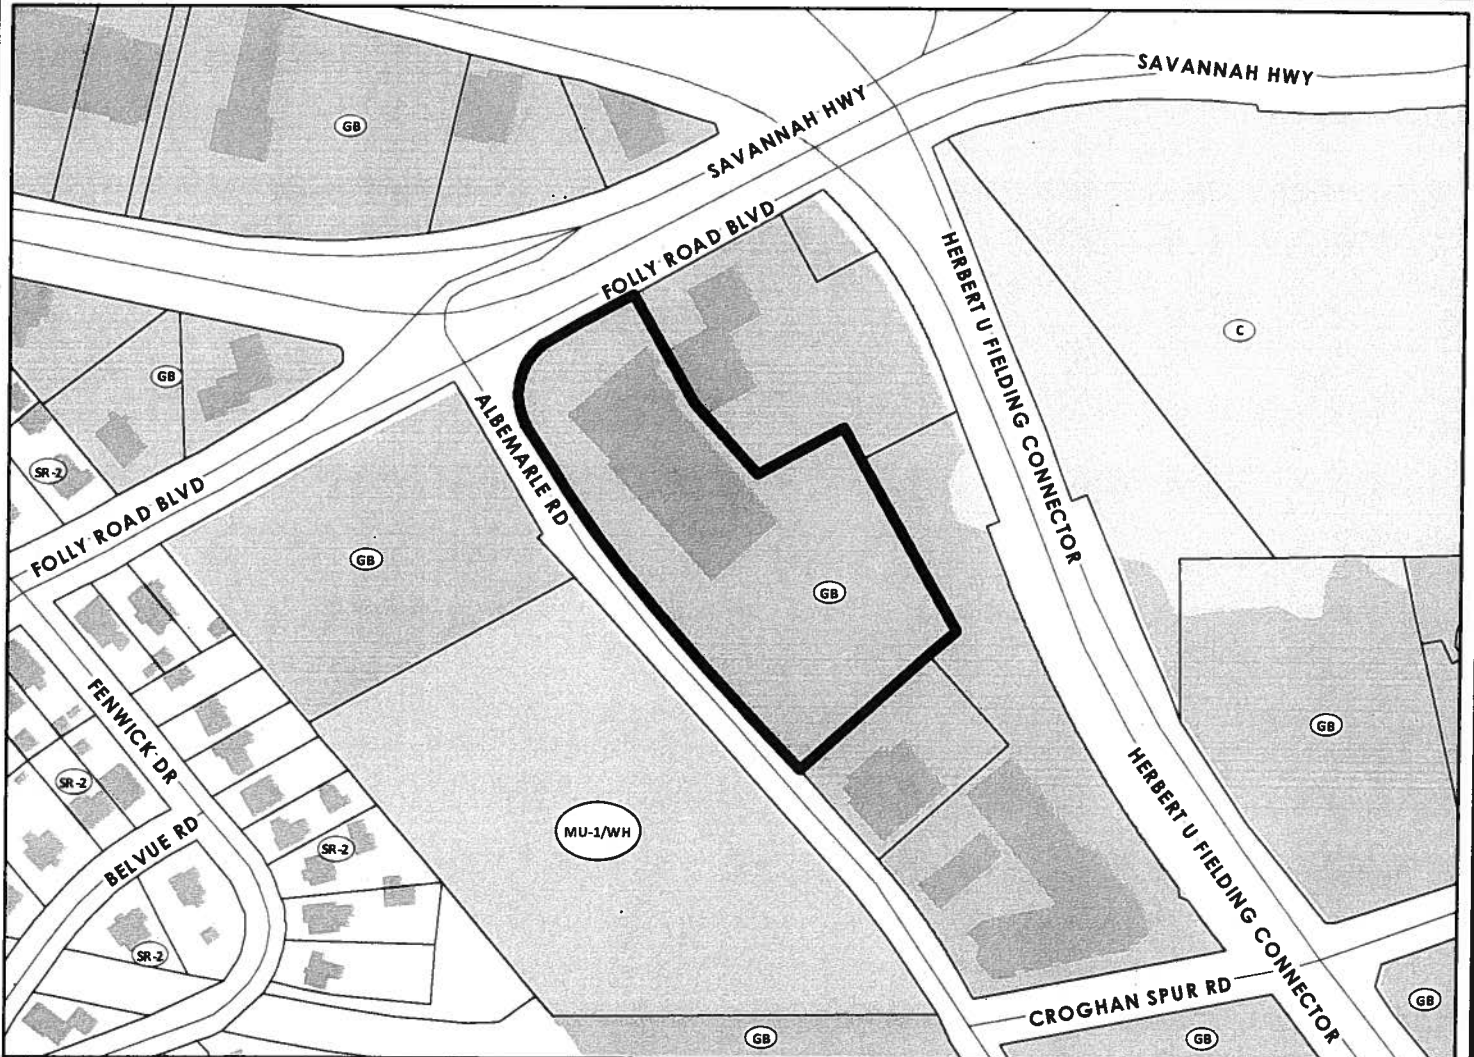 SAVANNAH HWY
SAVANNAH HWY
GB
FOLLY ROAD BLVD
HERBERT U FIELDING CONNECTOR
C
GB
ALBEMARLE RD
SR-2
FOLLY ROAD BLVD
GB
GB
FENWICK DR
GB
SR-2
HERBERT U FIELDING CONNECTOR
MU-1/WH
BELVUE RD
SR-2
SR-2
CROGHAN SPUR RD
GB
GB
GB